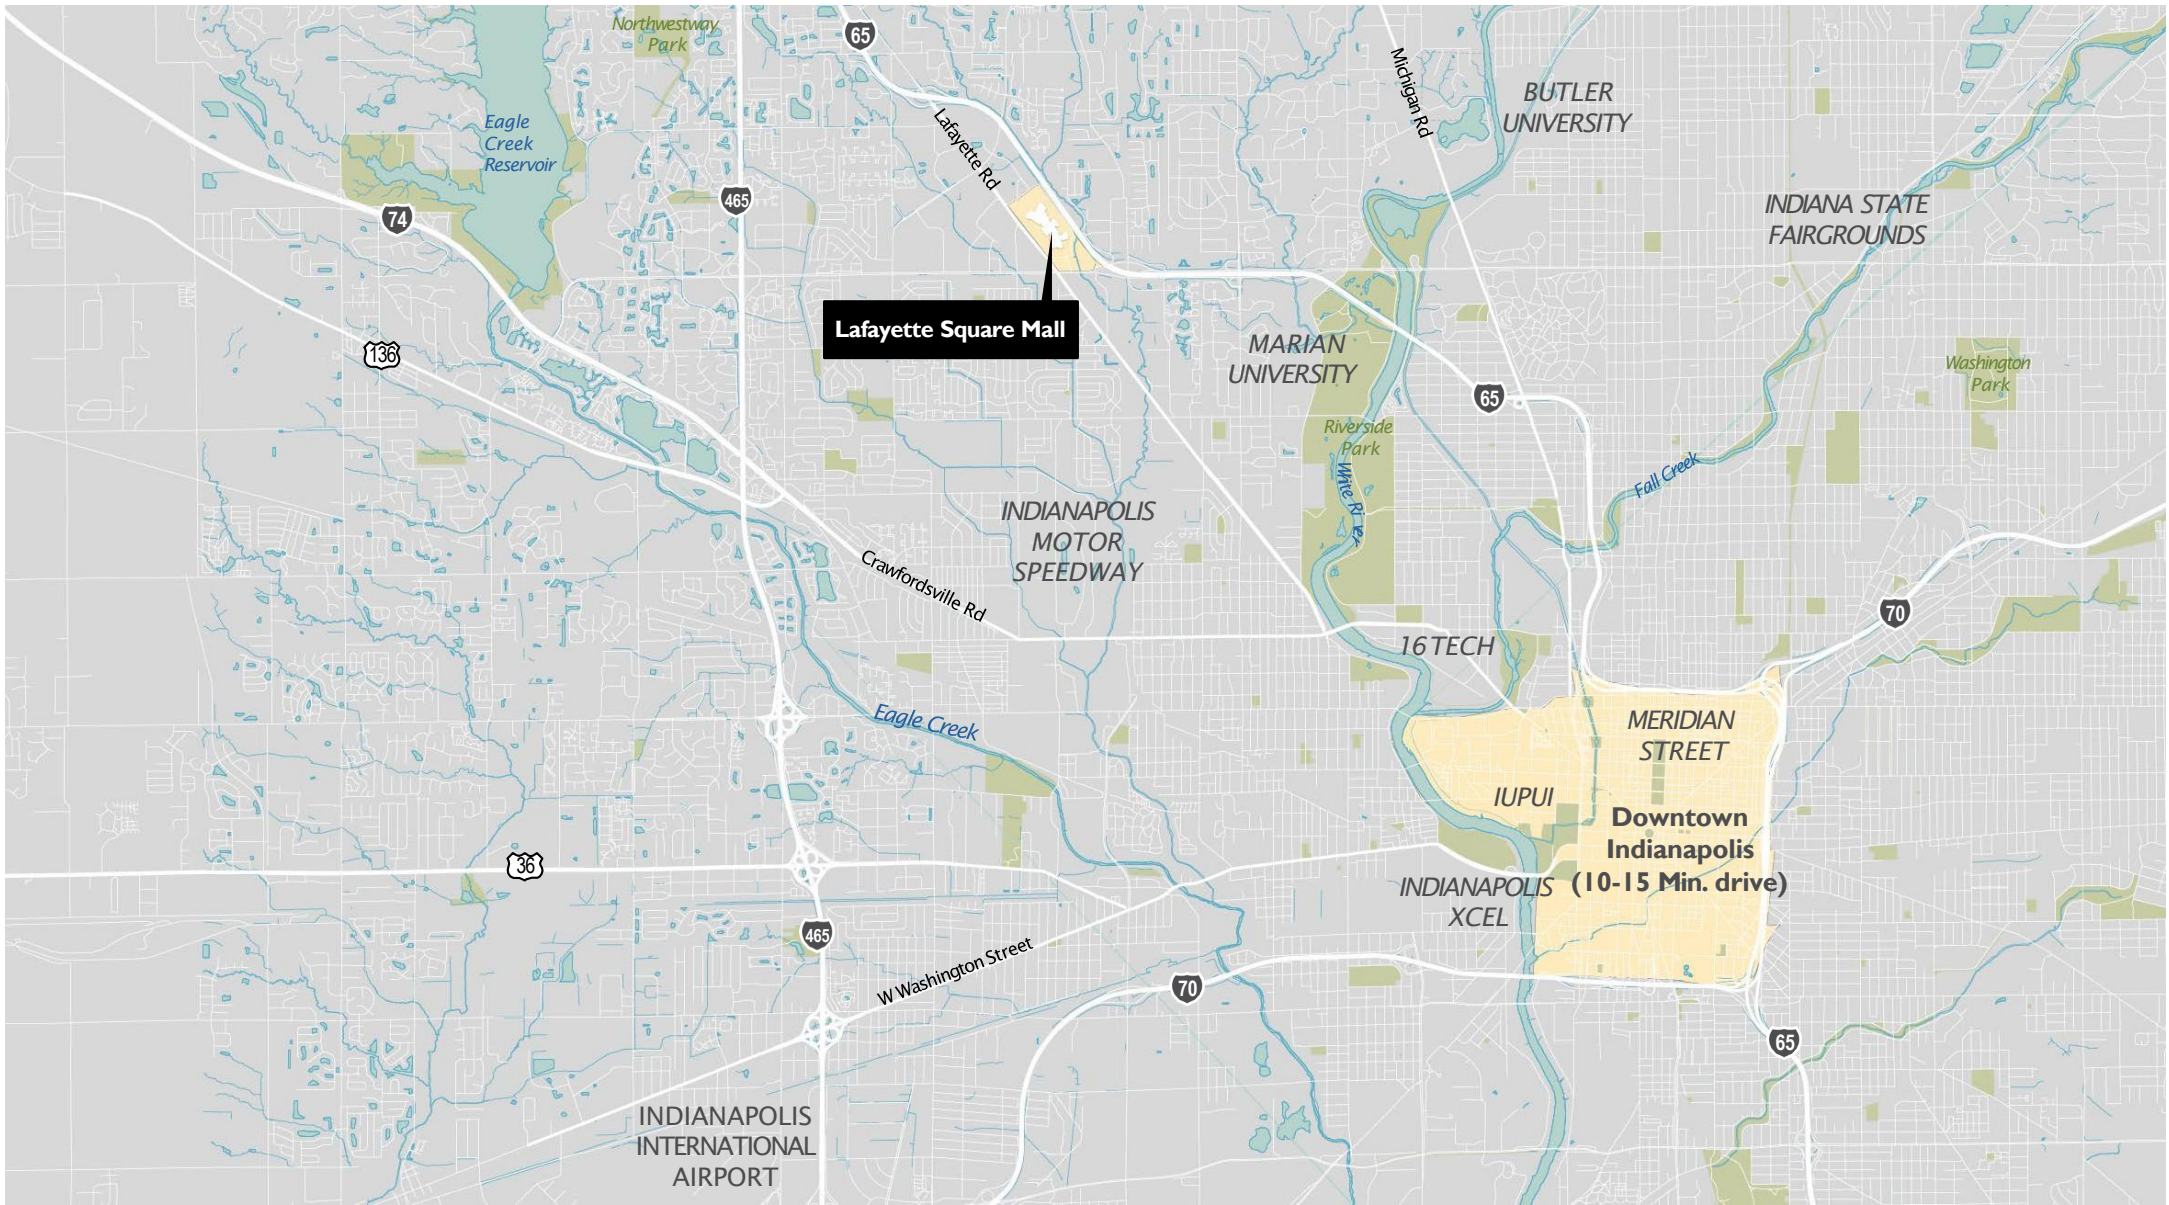 Northwestway
Park
65
Michigan Rd
BUTLER
UNIVERSITY
Eagle
Creek
Reservoir
Lafayette Rd
465
74
INDIANA STATE
FAIRGROUNDS
Lafayette Square Mall
136
MARIAN
UNIVERSITY
Washington
Park
65
Riverside
Park
White River
Fall Creek
INDIANAPOLIS
MOTOR
SPEEDWAY
Crawfordsville Rd
70
16 TECH
Eagle Creek
MERIDIAN
STREET
IUPUI
Downtown
Indianapolis
(10-15 Min. drive)
36
INDIANAPOLIS
XCEL
465
W Washington Street
70
65
INDIANAPOLIS
INTERNATIONAL
AIRPORT